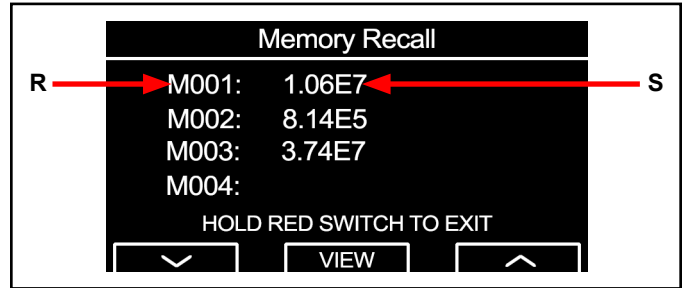 Memory Recall
R M001: 1.06E7 S
M002: 8.14E5
M003: 3.74E7
M004:
HOLD RED SWITCH TO EXIT
VIEW